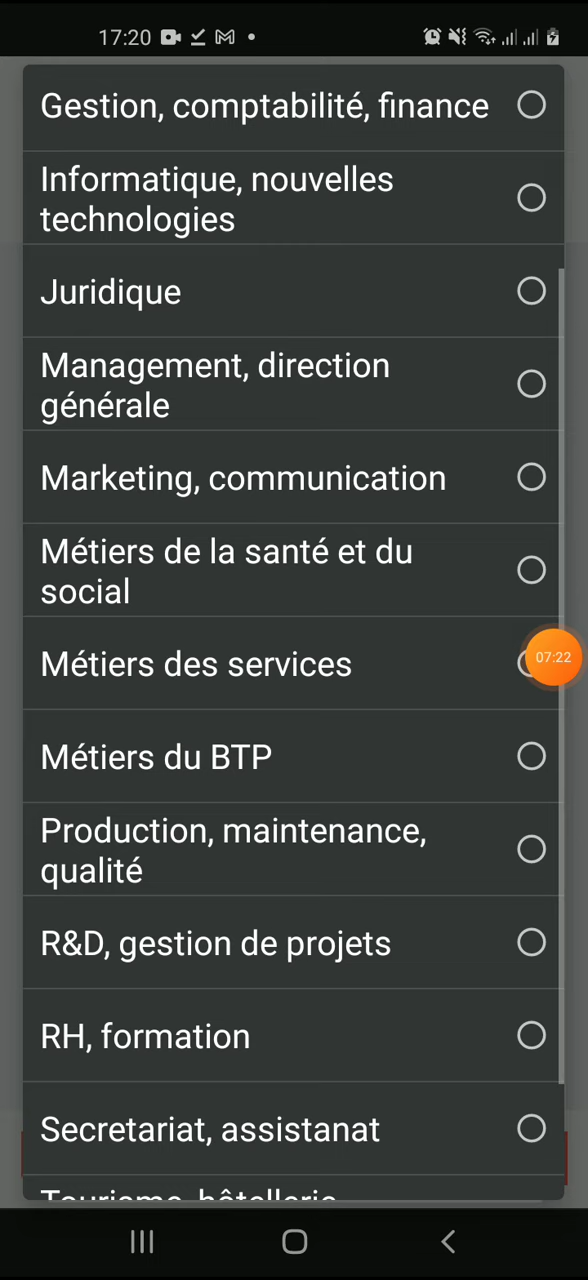 17:20
Gestion, comptabilité, finance
Informatique, nouvelles
technologies
Juridique
Management, direction
générale
Marketing, communication
Métiers de la santé et du
social
Métiers des services
07:22
Métiers du BTP
Production, maintenance,
qualité
R&D, gestion de projets
RH, formation
Secretariat, assistanat
Tourisme, hôtellerie